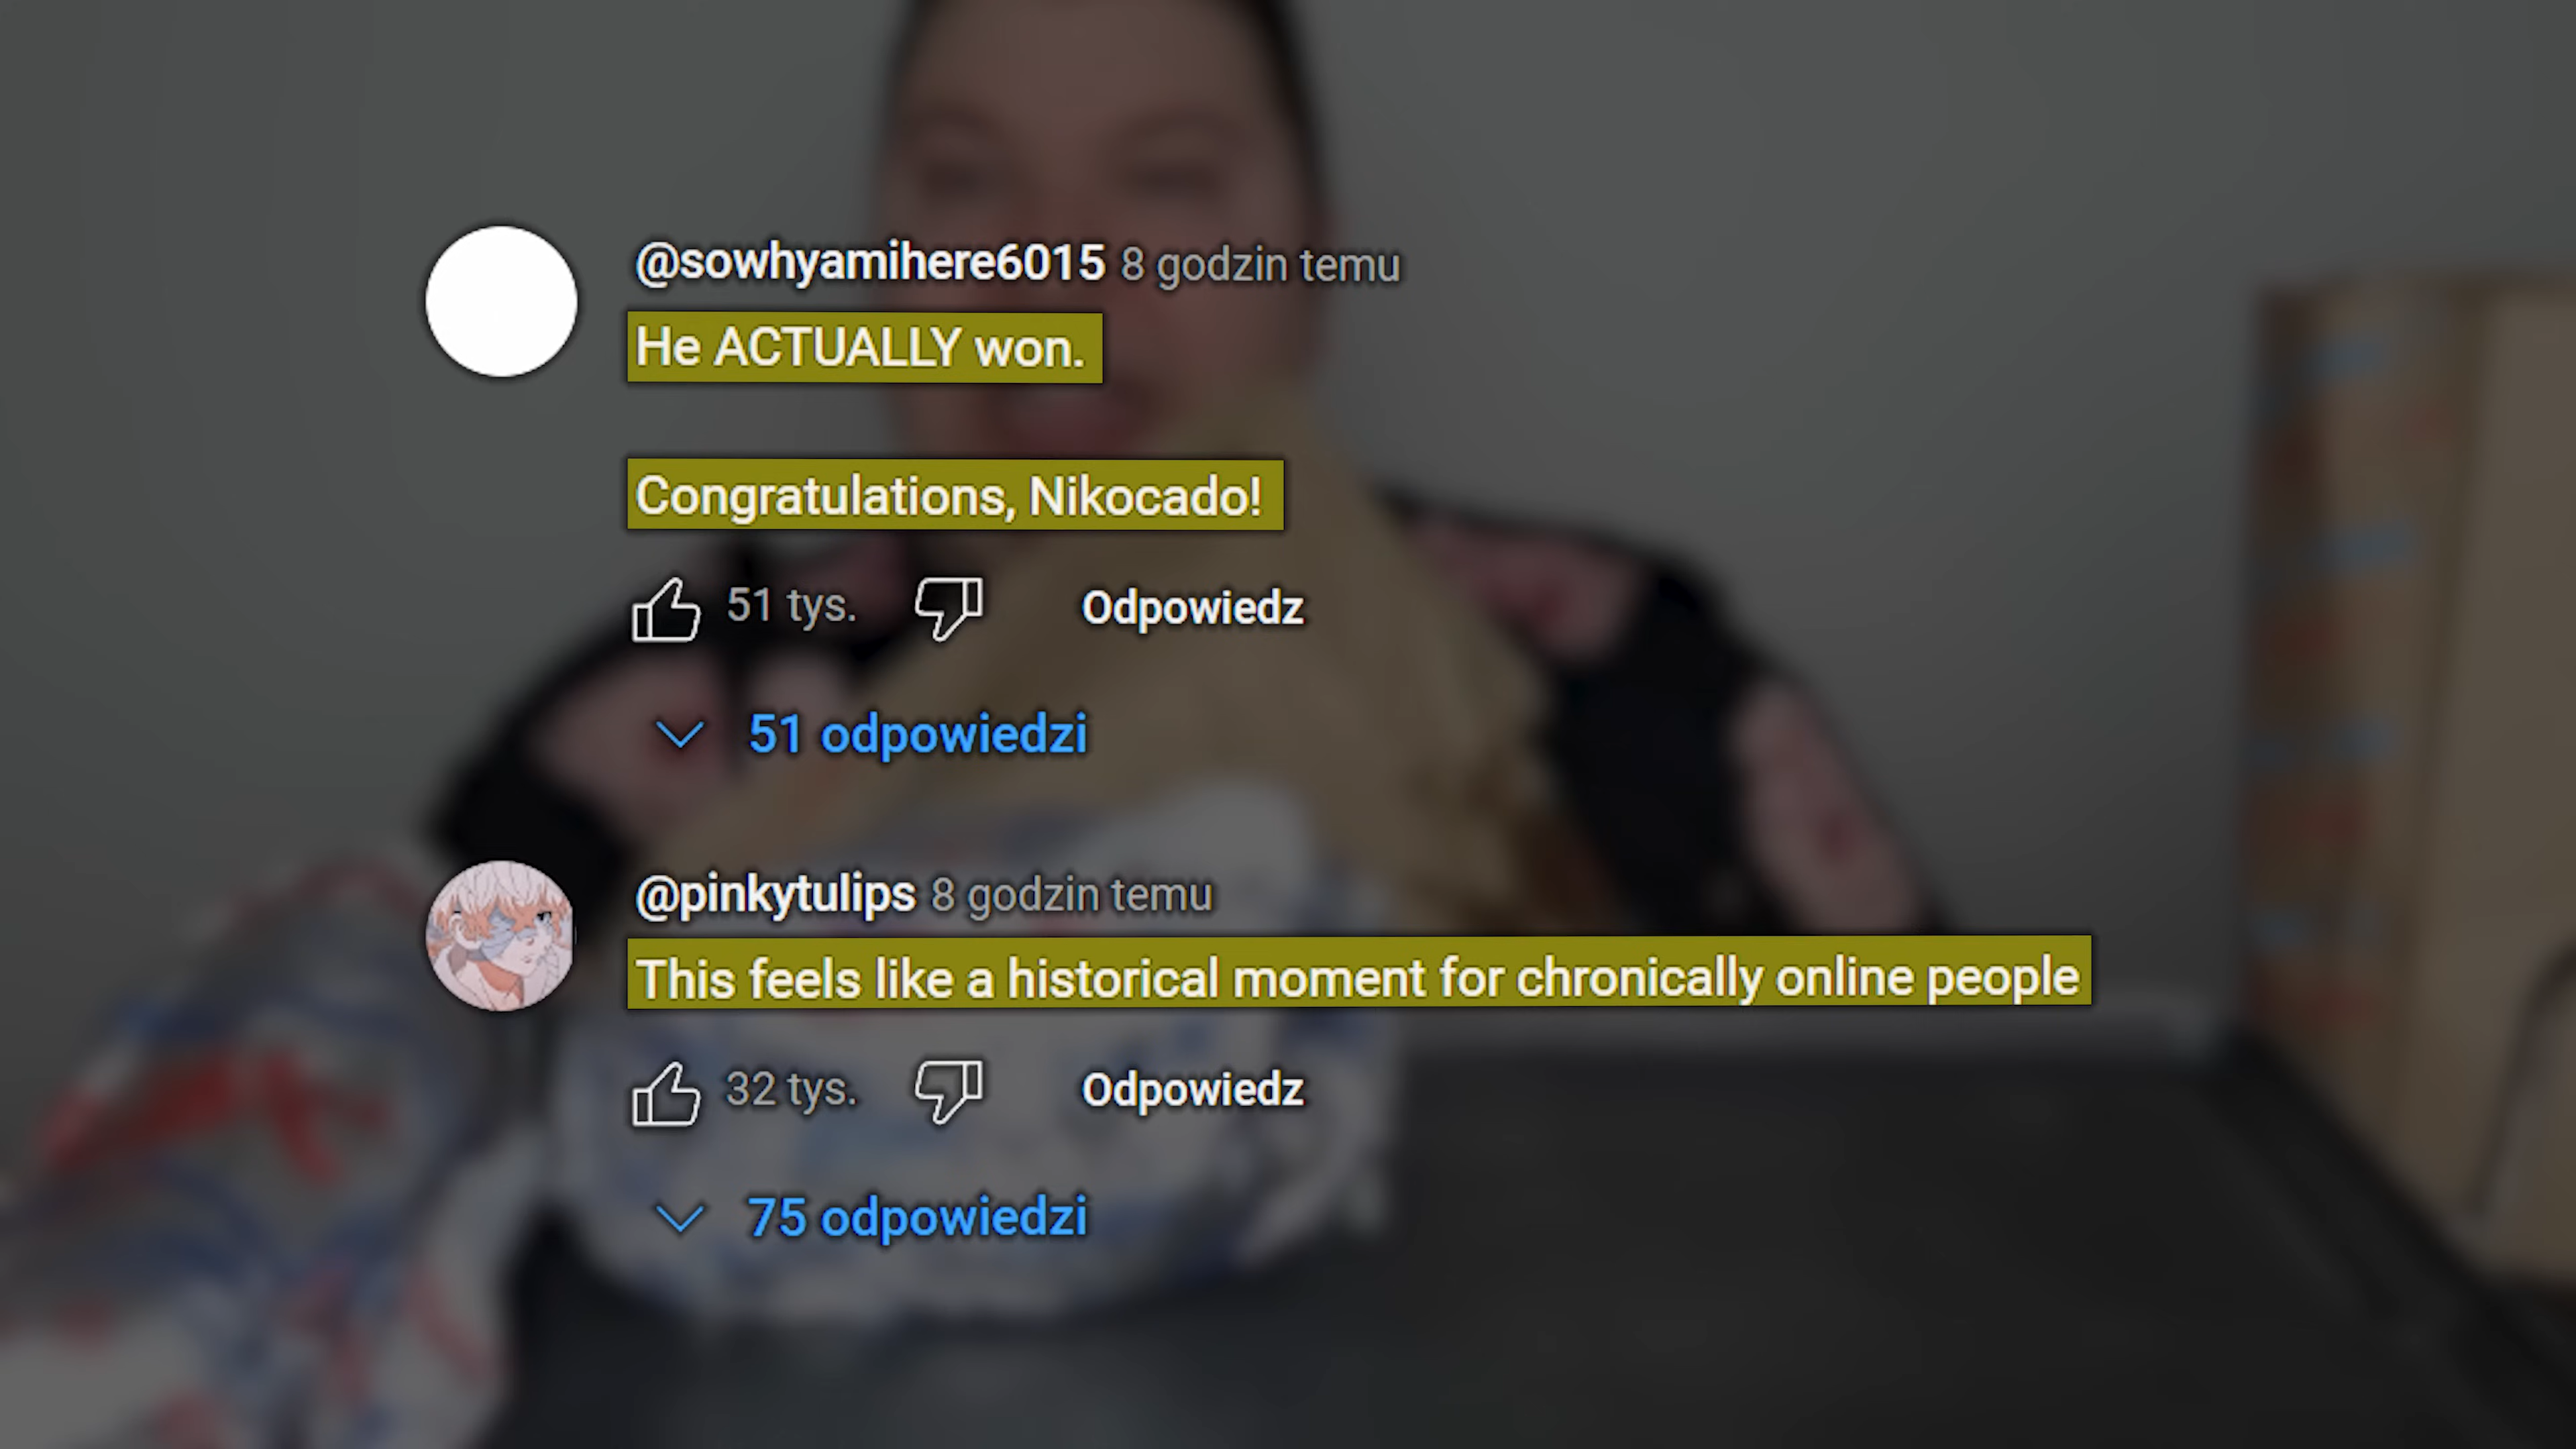 @sowhyamihere6015 8 godzin temu
He ACTUALLY won.
Congratulations, Nikocado!
51 tys. Odpowiedz
51 odpowiedzi
@pinkytulips 8 godzin temu
This feels like a historical moment for chronically online people
32 tys. Odpowiedz
75 odpowiedzi